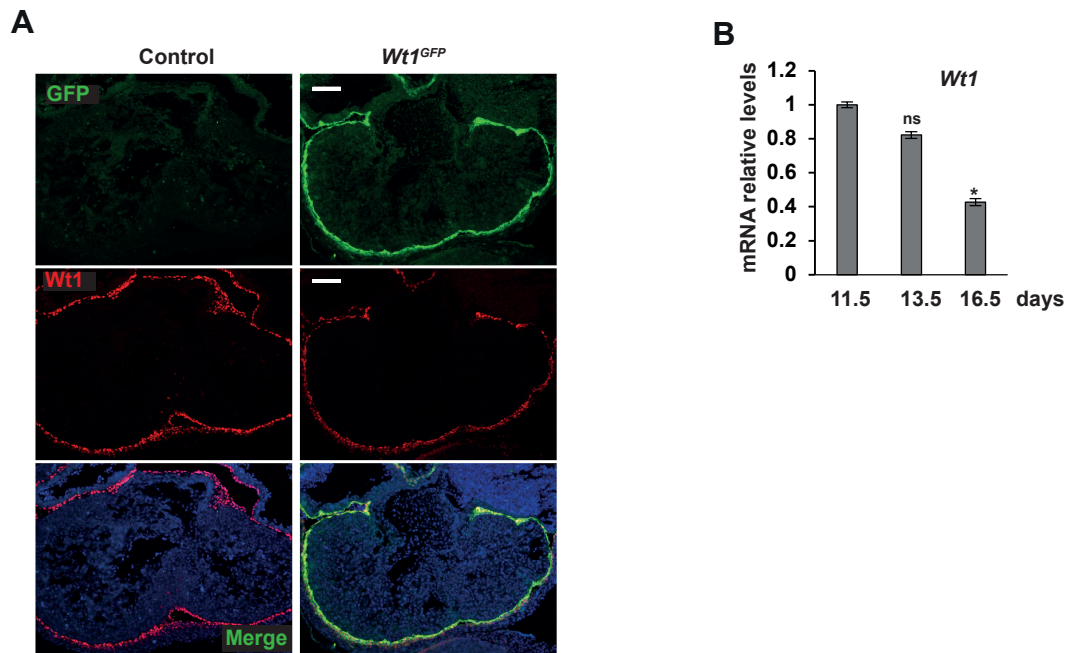 A
Control
Wt1GFP
GFP
Wt1
Merge
B
Wt1
mRNA relative levels
1.2
1
0.8
0.6
0.4
0.2
0
ns
*
11.5 13.5 16.5 days